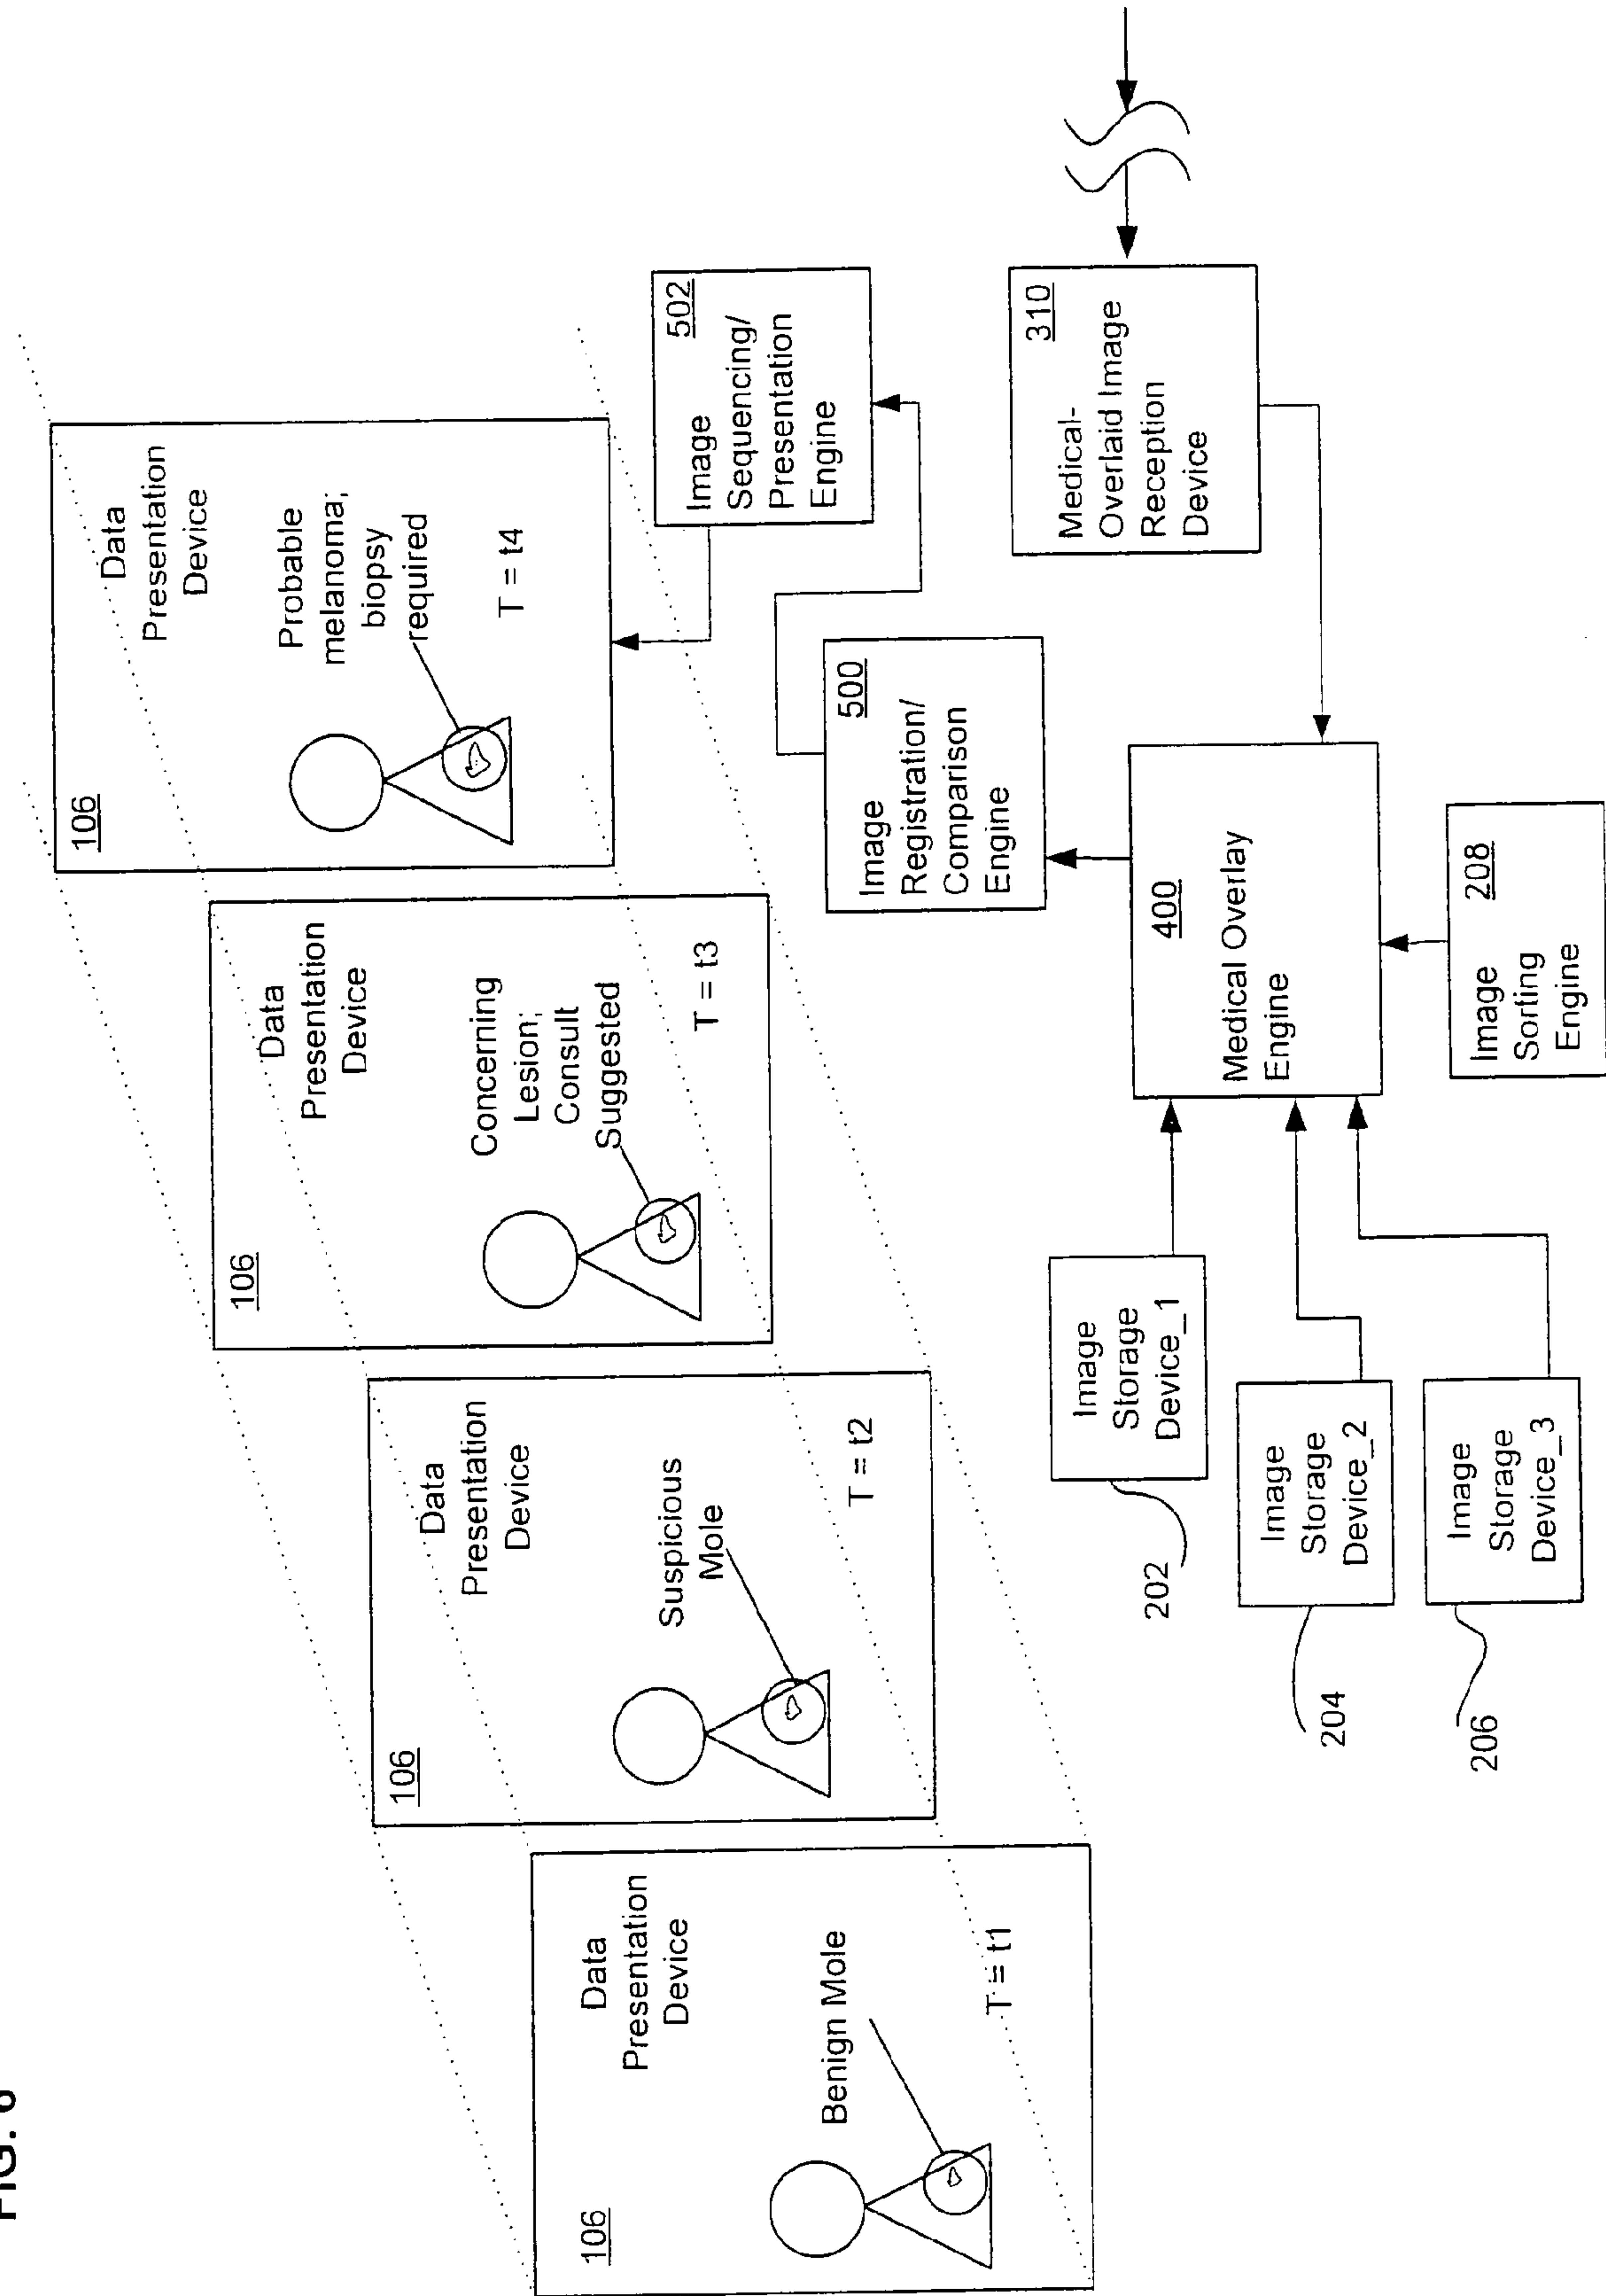 FIG. 6
106
Data
Presentation
Device
Benign Mole
T = t1
106
Data
Presentation
Device
Suspicious
Mole
T = t2
106
Data
Presentation
Device
Concerning
Lesion;
Consult
Suggested
T = t3
106
Data
Presentation
Device
Probable
melanoma;
biopsy
required
T = t4
502
Image
Sequencing/
Presentation
Engine
500
Image
Registration/
Comparison
Engine
310
Medical-
Overlaid Image
Reception
Device
400
Medical Overlay
Engine
208
Image
Sorting
Engine
Image
Storage
Device_1
202
Image
Storage
Device_2
204
Image
Storage
Device_3
206